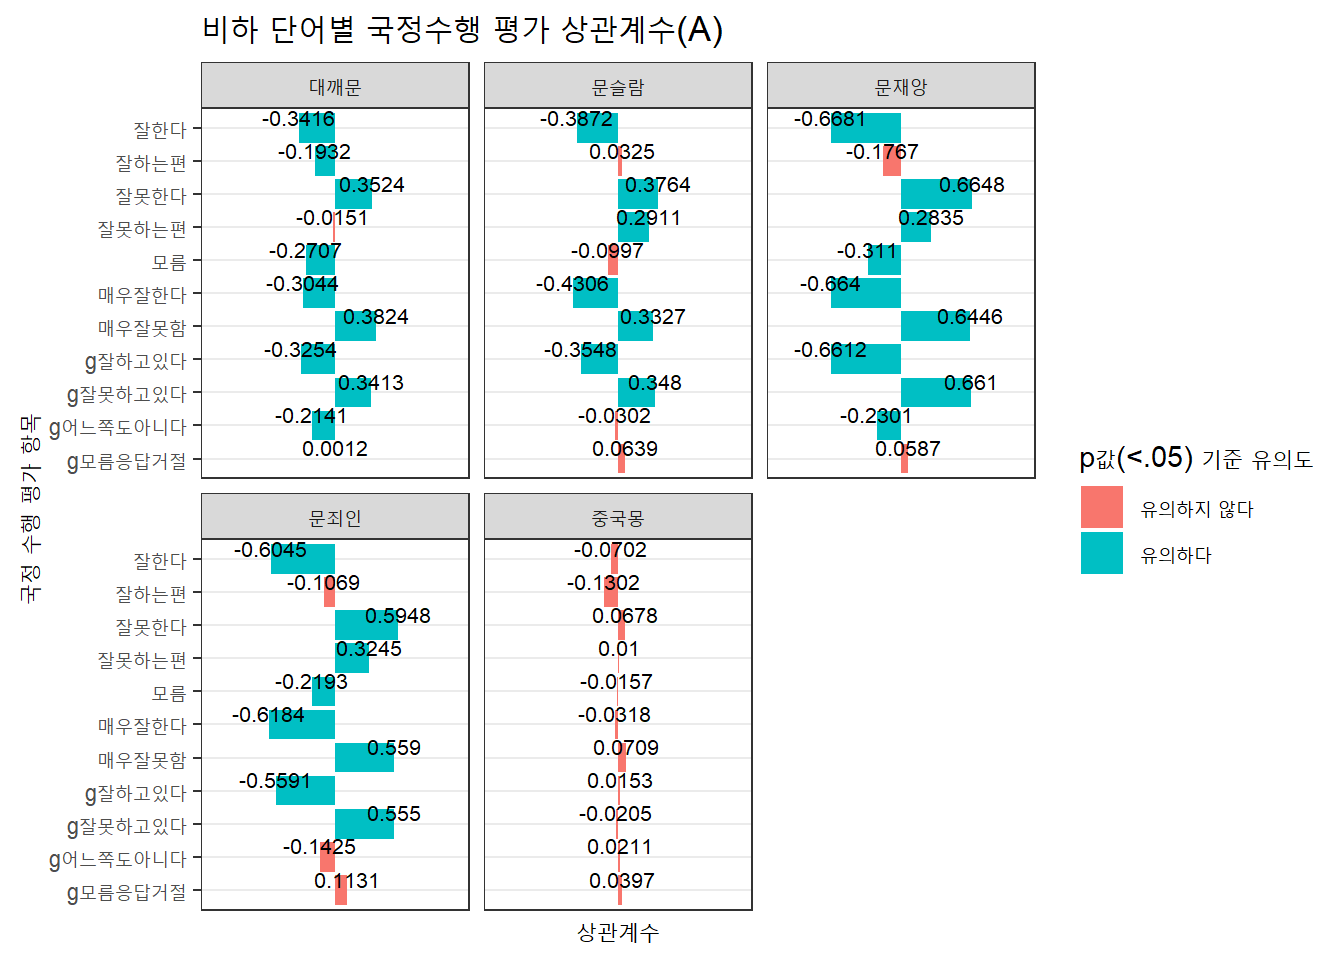 비하 단어별 국정수행 평가 상관계수(A)
대깨문 문슬람 문재앙
잘한다 -0.3416 -0.3872 -0.6681
잘하는편 -0.1932 0.0325 -0.1767
잘못한다 0.3524 0.3764 0.6648
잘못하는편 -0.0151 0.2911 0.2835
모름 -0.2707 -0.0997 -0.311
매우잘한다 -0.3044 -0.4306 -0.664
매우잘못함 0.3824 0.3327 0.6446
g잘하고있다 -0.3254 -0.3548 -0.6612
g잘못하고있다 0.3413 0.348 0.661
g어느쪽도아니다 -0.2141 -0.0302 -0.2301
g모름응답거절 0.0012 0.0639 0.0587
문죄인 중국몽
잘한다 -0.6045 -0.0702
잘하는편 -0.1069 -0.1302
잘못한다 0.5948 0.0678
잘못하는편 0.3245 0.01
모름 -0.2193 -0.0157
매우잘한다 -0.6184 -0.0318
매우잘못함 0.559 0.0709
g잘하고있다 -0.5591 0.0153
g잘못하고있다 0.555 -0.0205
g어느쪽도아니다 -0.1425 0.0211
g모름응답거절 0.1131 0.0397
상관계수
국정 수행 평가 항목
p값(<.05) 기준 유의도
유의하지 않다
유의하다